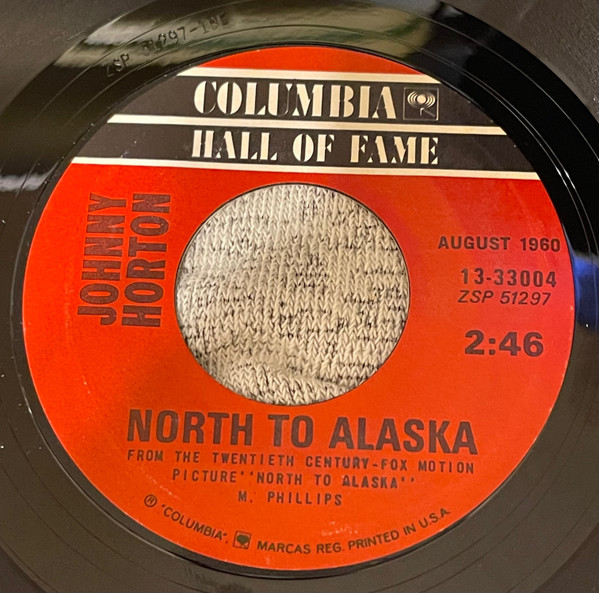 COLUMBIA
HALL OF FAME
JOHNNY
HORTON
AUGUST 1960
13-33004
ZSP 51297
2:46
NORTH TO ALASKA
FROM THE TWENTIETH CENTURY-FOX MOTION
PICTURE''NORTH TO ALASKA''
M. PHILLIPS
® "COLUMBIA", MARCAS REG. PRINTED IN U.S.A.